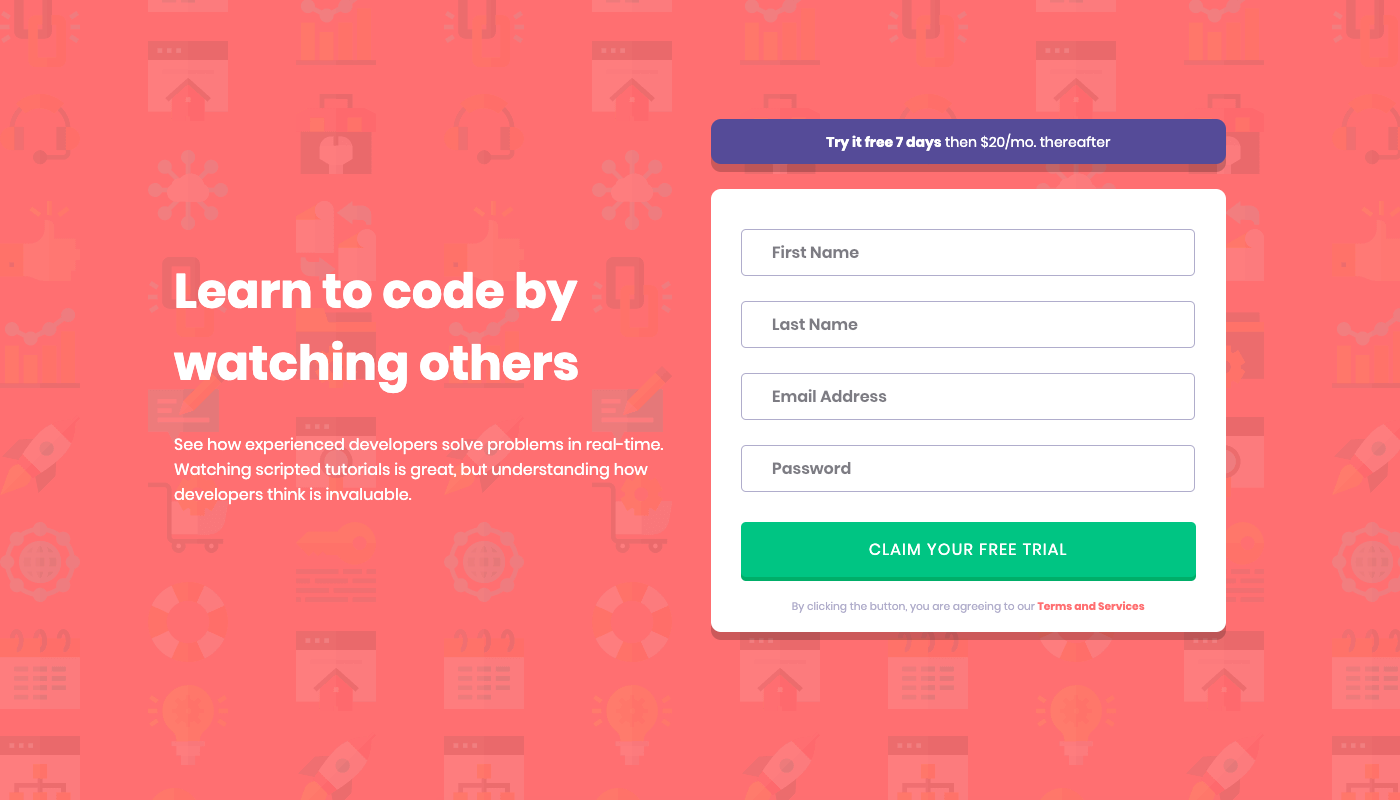 Learn to code by
watching others
See how experienced developers solve problems in real-time.
Watching scripted tutorials is great, but understanding how
developers think is invaluable.
Try it free 7 days then $20/mo. thereafter
First Name
Last Name
Email Address
Password
CLAIM YOUR FREE TRIAL
By clicking the button, you are agreeing to our Terms and Services